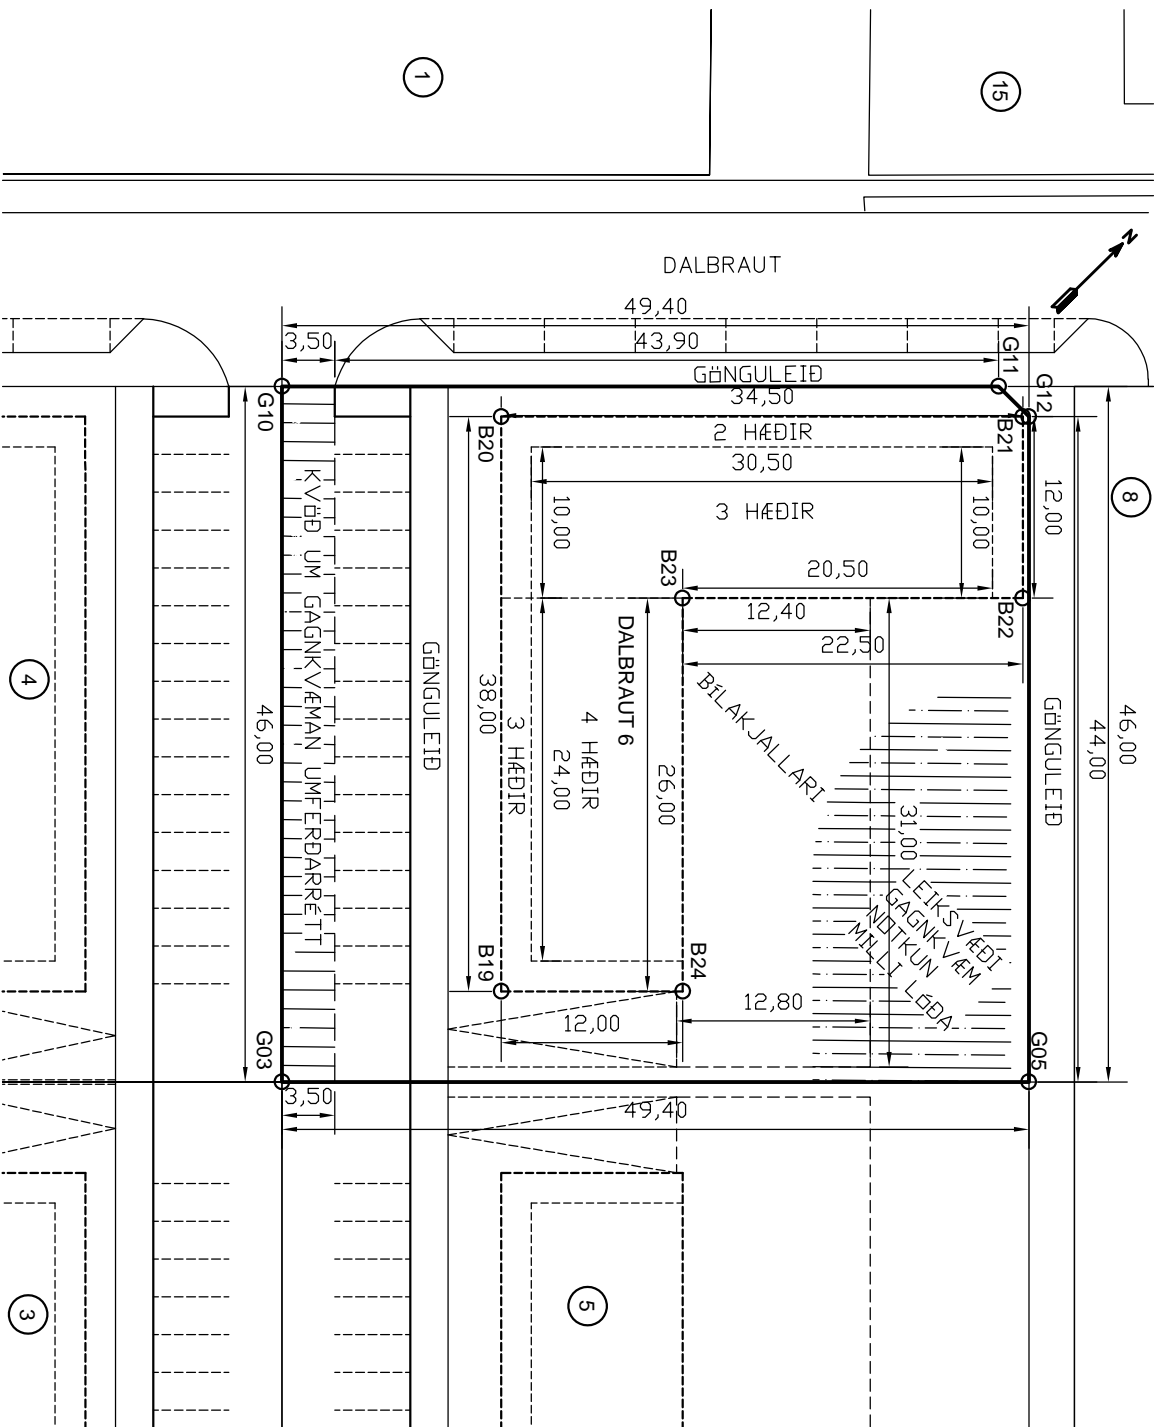 1
15
N
DALBRAUT
49,40
3,50
43,90
G11
GÖNGULEIÐ
G12
G10
34,50
B20
2 HÆÐIR
B21
30,50
12,00
8
10,00
3 HÆÐIR
10,00
B23
20,50
12,40
B22
22,50
DALBRAUT 6
KVÖÐ UM GAGNKVÆMAN UMFERÐARRÉTT
GÖNGULEIÐ
4
46,00
38,00
3 HÆÐIR
4 HÆÐIR
24,00
26,00
BÍLAKJALLARI
31,00
GÖNGULEIÐ
44,00
46,00
LEIKSVÆÐI
GAGNKVÆM
NOTKUN
MILLI LÓÐA
B19
B24
12,00
12,80
G03
G05
3,50
49,40
3
5